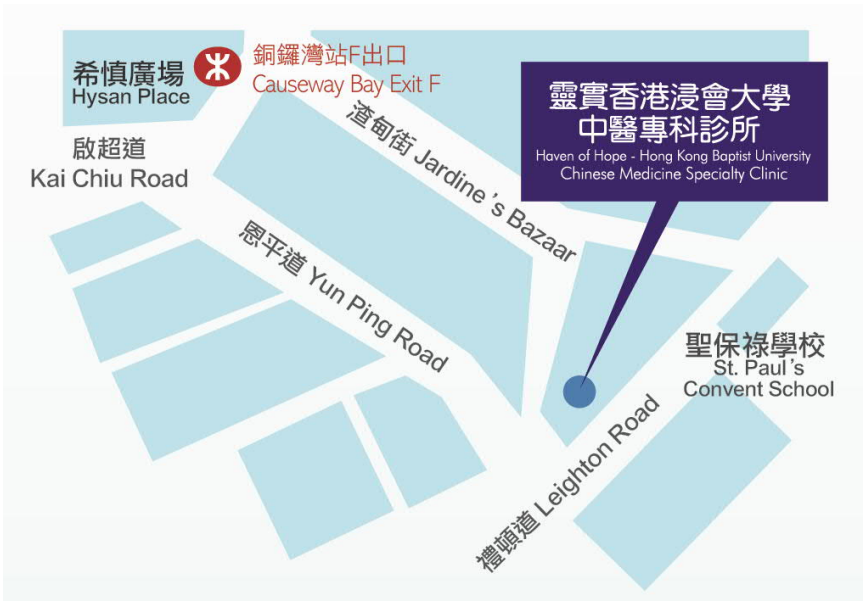 希慎廣場
Hysan Place
銅鑼灣站F出口
Causeway Bay Exit F
啟超道
Kai Chiu Road
渣甸街 Jardine's Bazaar
恩平道 Yun Ping Road
靈實香港浸會大學
中醫專科診所
Haven of Hope - Hong Kong Baptist University
Chinese Medicine Specialty Clinic
聖保祿學校
St. Paul's
Convent School
禮頓道 Leighton Road